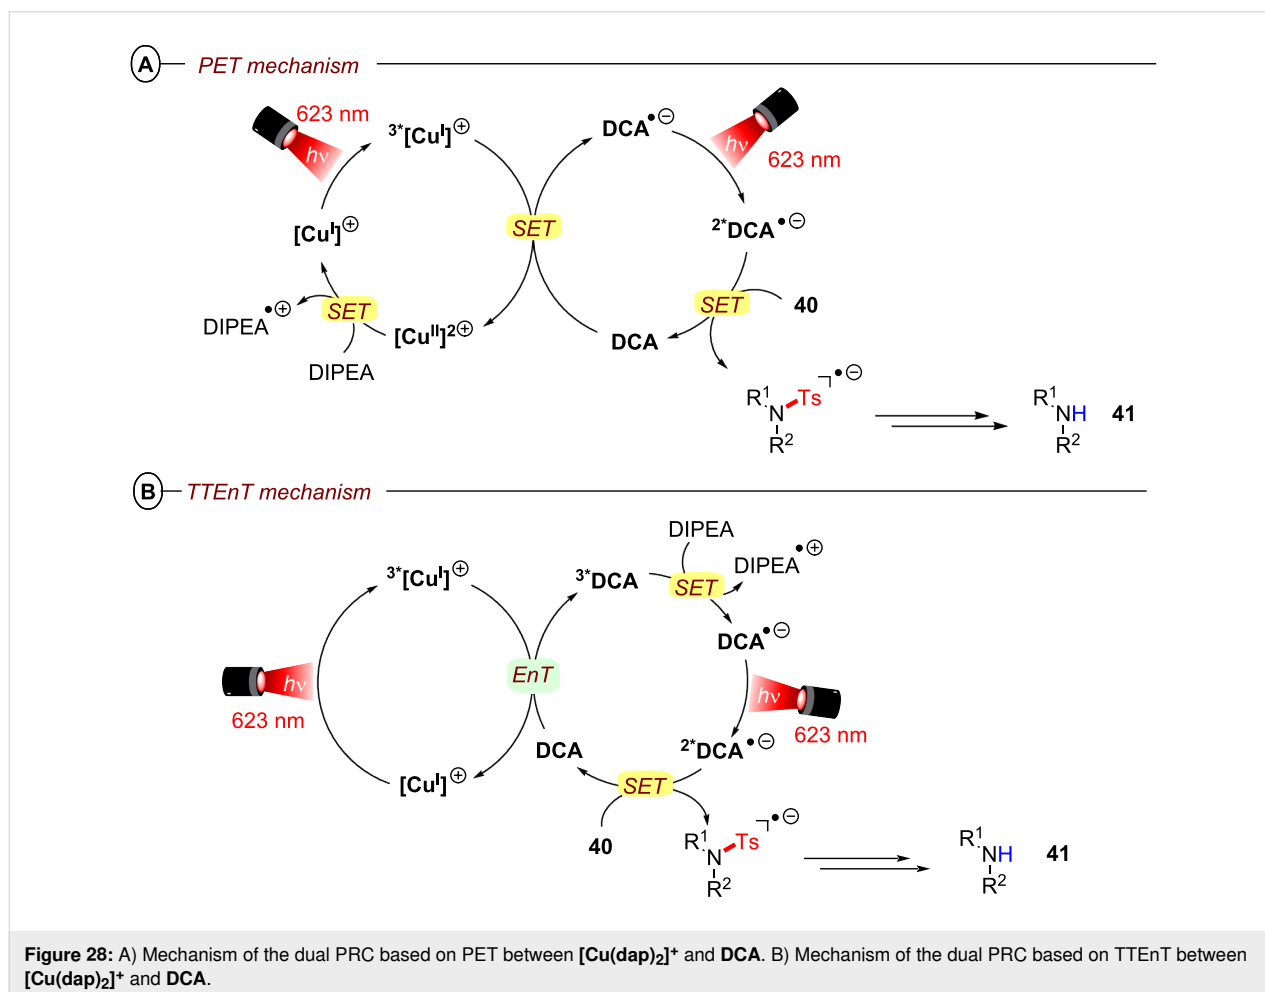 A PET mechanism
623 nm
hν
³*[Cuᴵ]⊕
DCA•⊖
hν
623 nm
[Cuᴵ]⊕
SET
²*DCA•⊖
DIPEA•⊕
SET
[Cuᴵᴵ]²⊕
DIPEA
DCA
SET
40
R¹
N
Ts
R²
•⊖
R¹
NH
R²
41
B TTEnT mechanism
DIPEA
³*[Cuᴵ]⊕
³*DCA
SET
DIPEA•⊕
DCA•⊖
hν
623 nm
EnT
hν
623 nm
DCA
²*DCA•⊖
[Cuᴵ]⊕
SET
40
R¹
N
Ts
R²
•⊖
R¹
NH
R²
41
Figure 28: A) Mechanism of the dual PRC based on PET between [Cu(dap)₂]⁺ and DCA. B) Mechanism of the dual PRC based on TTEnT between
[Cu(dap)₂]⁺ and DCA.